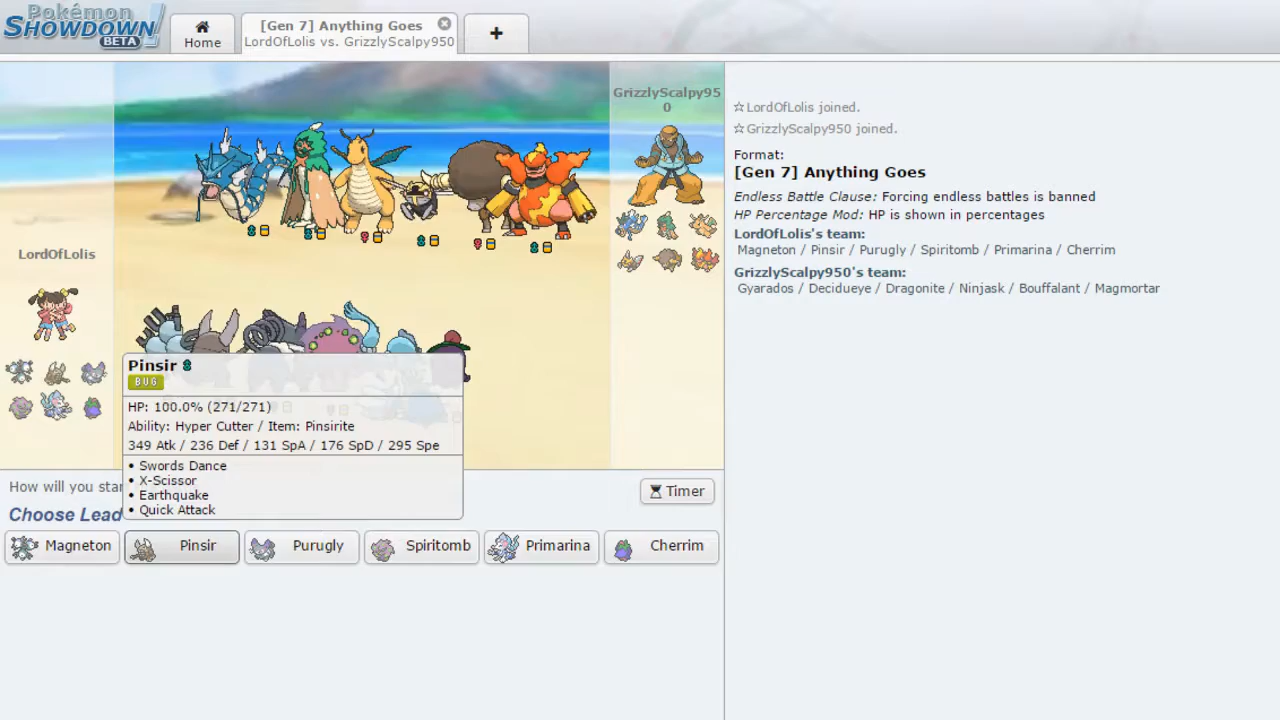 Pokémon
SHOWDOWN!
BETA
Home
[Gen 7] Anything Goes
LordOfLolis vs. GrizzlyScalpy950
+
GrizzlyScalpy95
0
LordOfLolis
☆LordOfLolis joined.
☆GrizzlyScalpy950 joined.
Format:
[Gen 7] Anything Goes
Endless Battle Clause: Forcing endless battles is banned
HP Percentage Mod: HP is shown in percentages
LordOfLolis's team:
Magneton / Pinsir / Purugly / Spiritomb / Primarina / Cherrim
GrizzlyScalpy950's team:
Gyarados / Decidueye / Dragonite / Ninjask / Bouffalant / Magmortar
Pinsir
BUG
HP: 100.0% (271/271)
Ability: Hyper Cutter / Item: Pinsirite
349 Atk / 236 Def / 131 SpA / 176 SpD / 295 Spe
• Swords Dance
• X-Scissor
• Earthquake
• Quick Attack
How will you star
Timer
Choose Lead
Magneton
Pinsir
Purugly
Spiritomb
Primarina
Cherrim